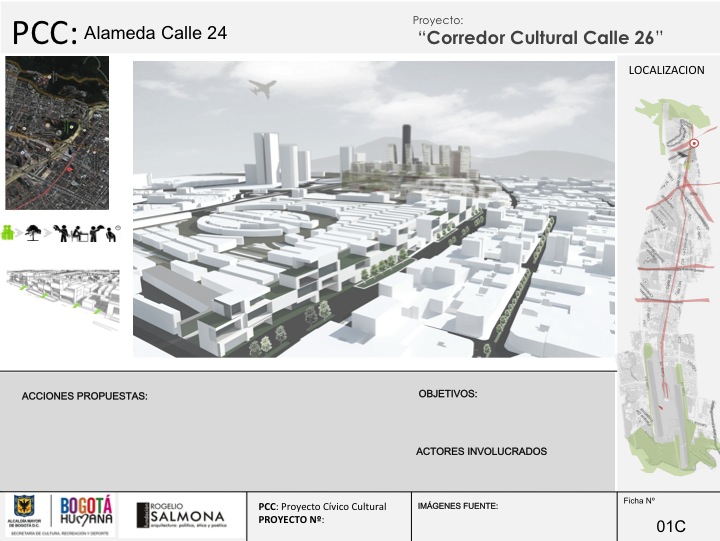 PCC: Alameda Calle 24
Proyecto:
“Corredor Cultural Calle 26”
LOCALIZACION
ACCIONES PROPUESTAS:
OBJETIVOS:
ACTORES INVOLUCRADOS
ALCALDÍA MAYOR
DE BOGOTÁ D.C.
BOGOTÁ
HUMANA
SECRETARÍA DE CULTURA, RECREACIÓN Y DEPORTE
fundación
ROGELIO
SALMONA
arquitectura: política, ética y poética
PCC: Proyecto Cívico Cultural
PROYECTO Nº:
IMÁGENES FUENTE:
Ficha Nº
01C